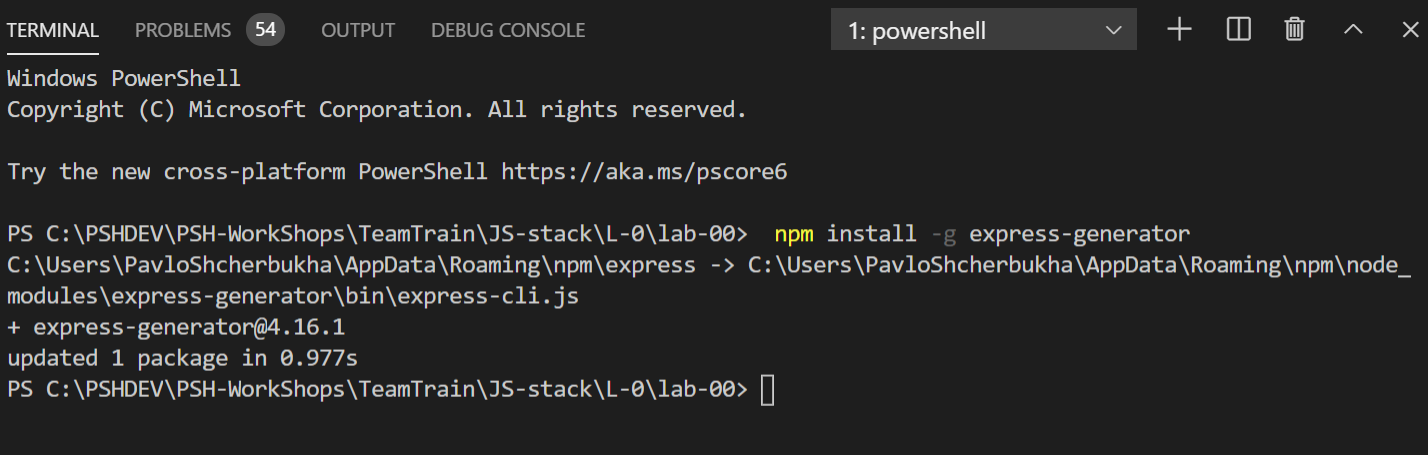 TERMINAL PROBLEMS 54 OUTPUT DEBUG CONSOLE 1: powershell
Windows PowerShell
Copyright (C) Microsoft Corporation. All rights reserved.
Try the new cross-platform PowerShell https://aka.ms/pscore6
PS C:\PSHDEV\PSH-WorkShops\TeamTrain\JS-stack\L-0\lab-00>  npm install -g express-generator
C:\Users\PavloShcherbukha\AppData\Roaming\npm\express -> C:\Users\PavloShcherbukha\AppData\Roaming\npm\node_
modules\express-generator\bin\express-cli.js
+ express-generator@4.16.1
updated 1 package in 0.977s
PS C:\PSHDEV\PSH-WorkShops\TeamTrain\JS-stack\L-0\lab-00>